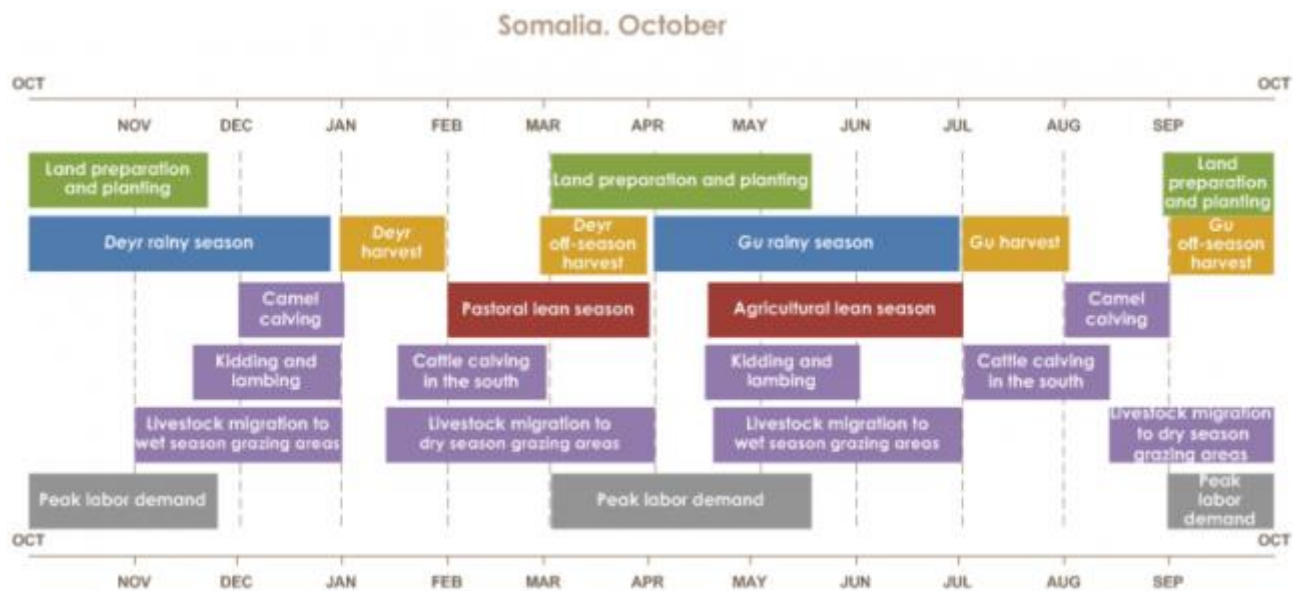 Somalia. October
OCT OCT
NOV DEC JAN FEB MAR APR MAY JUN JUL AUG SEP
Land preparation
and planting
Land preparation and planting
Land
preparation
and planting
Deyr rainy season
Deyr
harvest
Deyr
off-season
harvest
Gu rainy season
Gu harvest
Gu
off-season
harvest
Camel
calving
Pastoral lean season
Agricultural lean season
Camel
calving
Kidding and
lambing
Cattle calving
in the south
Kidding and
lambing
Cattle calving
in the south
Livestock migration to
wet season grazing areas
Livestock migration to
dry season grazing areas
Livestock migration to
wet season grazing areas
Livestock migration
to dry season
grazing areas
Peak labor demand
Peak labor demand
Peak
labor
demand
OCT OCT
NOV DEC JAN FEB MAR APR MAY JUN JUL AUG SEP